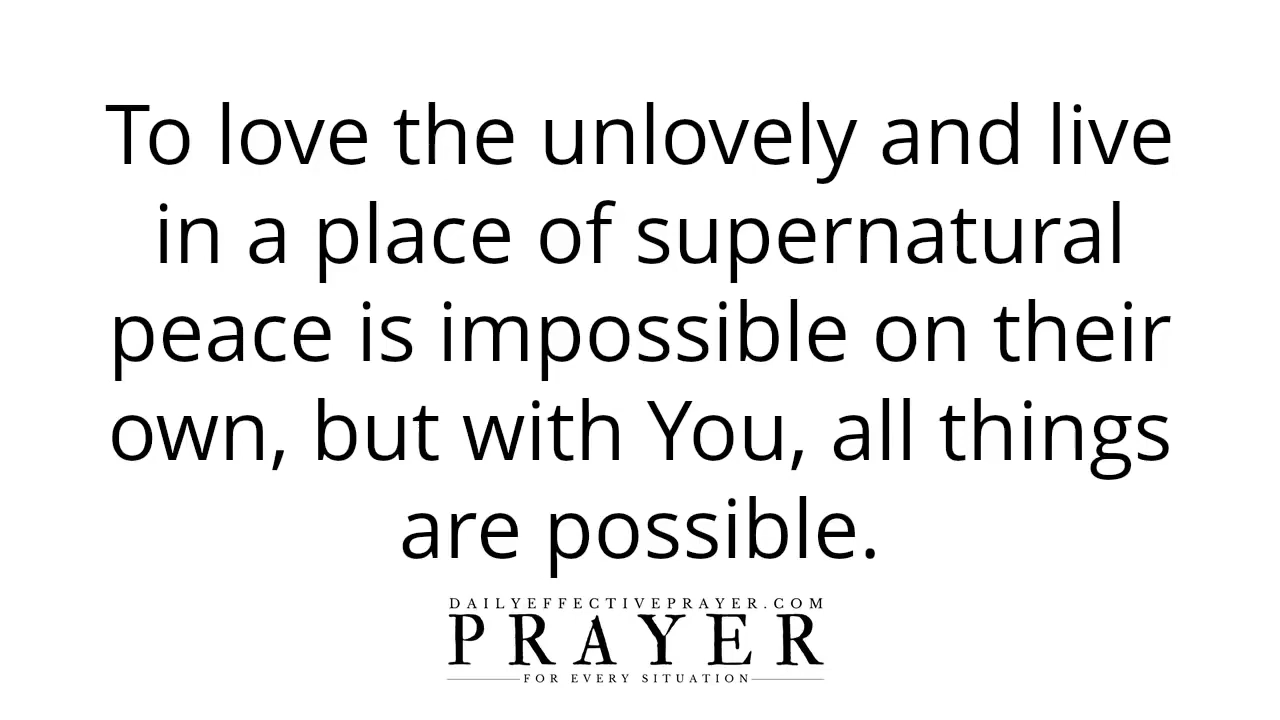 To love the unlovely and live
in a place of supernatural
peace is impossible on their
own, but with You, all things
are possible.
DAILYEFFECTIVEPRAYER.COM
PRAYER
FOR EVERY SITUATION